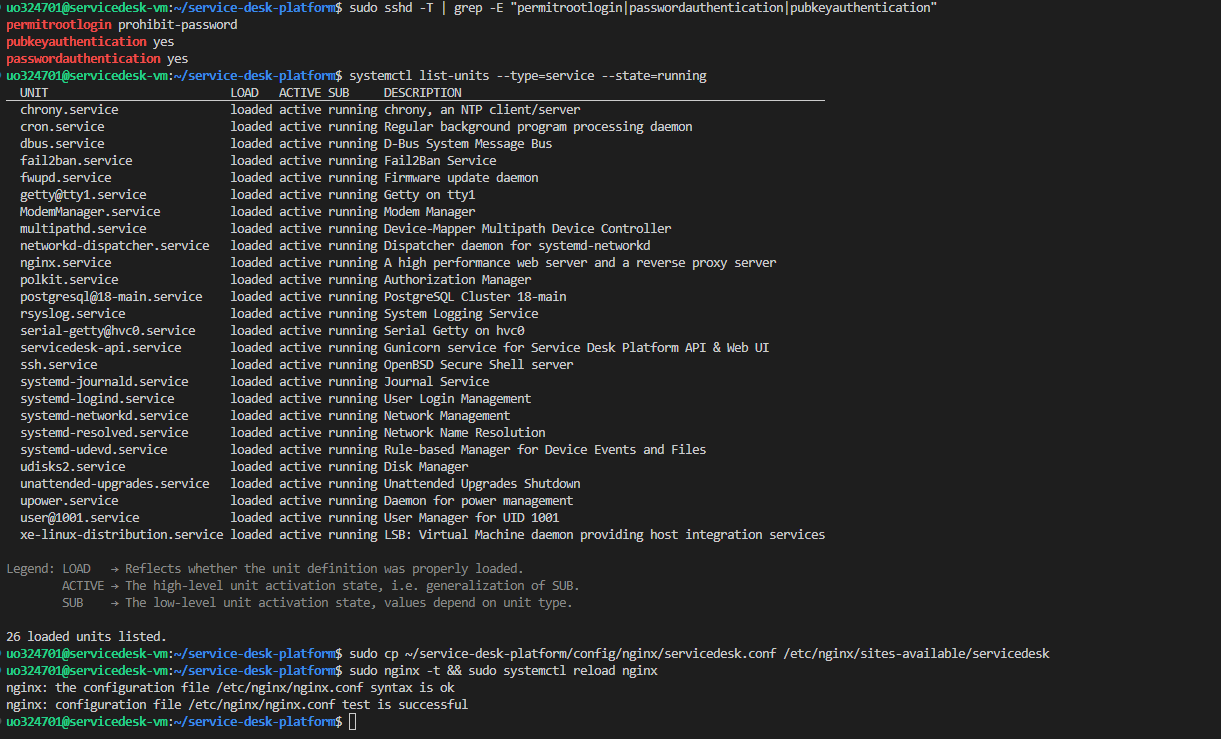 uo324701@servicedesk-vm:~/service-desk-platform$ sudo sshd -T | grep -E "permitrootlogin|passwordauthentication|pubkeyauthentication"
permitrootlogin prohibit-password
pubkeyauthentication yes
passwordauthentication yes
uo324701@servicedesk-vm:~/service-desk-platform$ systemctl list-units --type=service --state=running
  UNIT                          LOAD   ACTIVE SUB     DESCRIPTION
  chrony.service                loaded active running chrony, an NTP client/server
  cron.service                  loaded active running Regular background program processing daemon
  dbus.service                  loaded active running D-Bus System Message Bus
  fail2ban.service              loaded active running Fail2Ban Service
  fwupd.service                 loaded active running Firmware update daemon
  getty@tty1.service            loaded active running Getty on tty1
  ModemManager.service          loaded active running Modem Manager
  multipathd.service            loaded active running Device-Mapper Multipath Device Controller
  networkd-dispatcher.service   loaded active running Dispatcher daemon for systemd-networkd
  nginx.service                 loaded active running A high performance web server and a reverse proxy server
  polkit.service                loaded active running Authorization Manager
  postgresql@18-main.service    loaded active running PostgreSQL Cluster 18-main
  rsyslog.service               loaded active running System Logging Service
  serial-getty@hvc0.service     loaded active running Serial Getty on hvc0
  servicedesk-api.service       loaded active running Gunicorn service for Service Desk Platform API & Web UI
  ssh.service                   loaded active running OpenBSD Secure Shell server
  systemd-journald.service      loaded active running Journal Service
  systemd-logind.service        loaded active running User Login Management
  systemd-networkd.service      loaded active running Network Management
  systemd-resolved.service      loaded active running Network Name Resolution
  systemd-udevd.service         loaded active running Rule-based Manager for Device Events and Files
  udisks2.service               loaded active running Disk Manager
  unattended-upgrades.service   loaded active running Unattended Upgrades Shutdown
  upower.service                loaded active running Daemon for power management
  user@1001.service             loaded active running User Manager for UID 1001
  xe-linux-distribution.service loaded active running LSB: Virtual Machine daemon providing host integration services
Legend: LOAD   → Reflects whether the unit definition was properly loaded.
        ACTIVE → The high-level unit activation state, i.e. generalization of SUB.
        SUB    → The low-level unit activation state, values depend on unit type.
26 loaded units listed.
uo324701@servicedesk-vm:~/service-desk-platform$ sudo cp ~/service-desk-platform/config/nginx/servicedesk.conf /etc/nginx/sites-available/servicedesk
uo324701@servicedesk-vm:~/service-desk-platform$ sudo nginx -t && sudo systemctl reload nginx
nginx: the configuration file /etc/nginx/nginx.conf syntax is ok
nginx: configuration file /etc/nginx/nginx.conf test is successful
uo324701@servicedesk-vm:~/service-desk-platform$